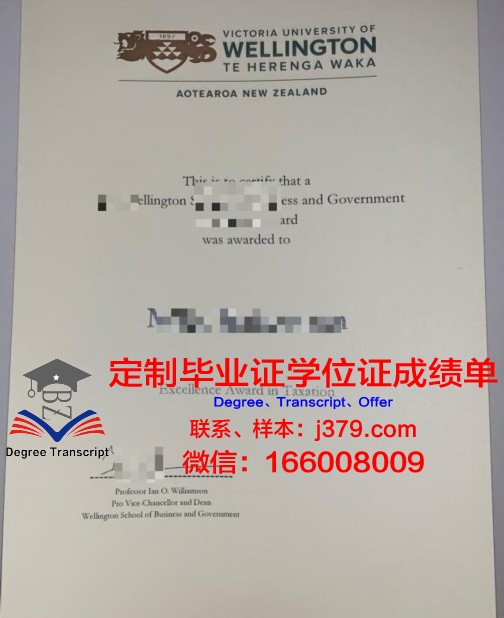 1897
VICTORIA UNIVERSITY OF
WELLINGTON
TE HERENGA WAKA
AOTEAROA NEW ZEALAND
This is to certify that a
ellington S ess and Government
ard
was awarded to
定制毕业证学位证成绩单
Excellence Award in Taxation
Degree、Transcript、Offer
BZ
联系、样本：j379.com
Degree Transcript
微信：166008009
Professor Ian O. Williamson
Pro Vice-Chancellor and Dean
Wellington School of Business and Government